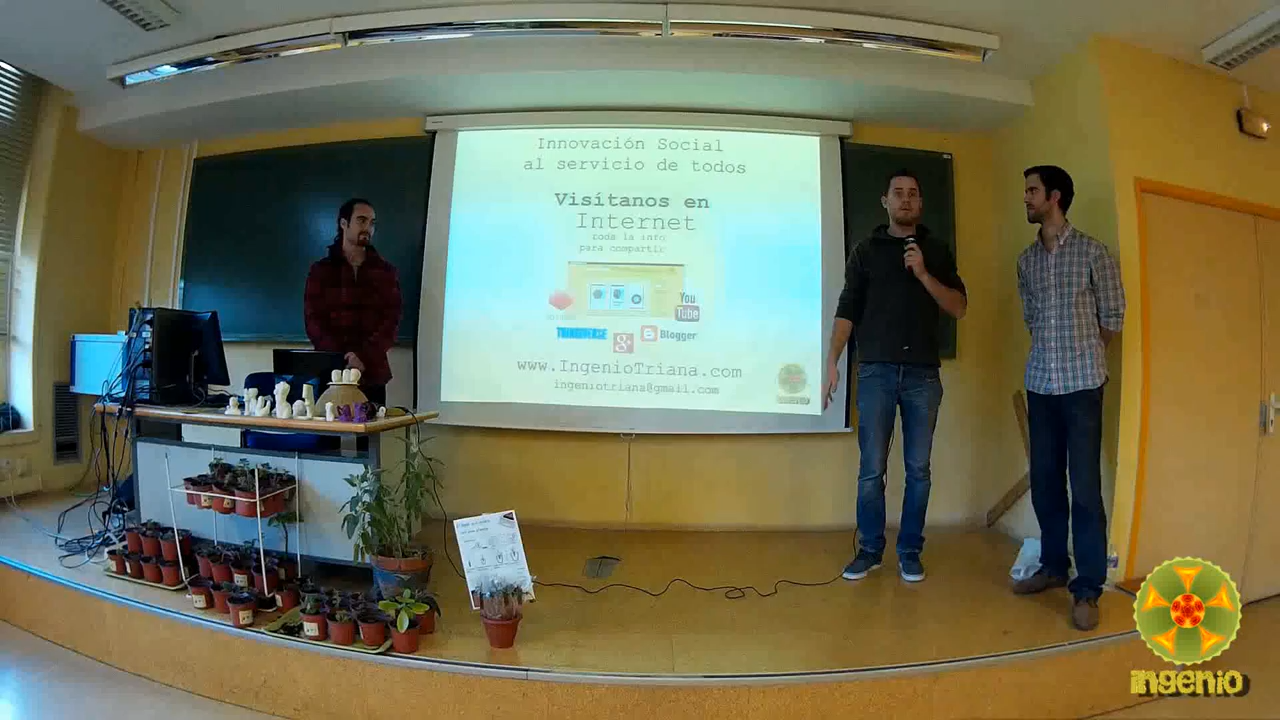 Innovación Social
al servicio de todos
Visítanos en
Internet
toda la info
para compartir
You
Tube
THINGIVERSE
g+
Blogger
www.IngenioTriana.com
ingeniotriana@gmail.com
INGENIO